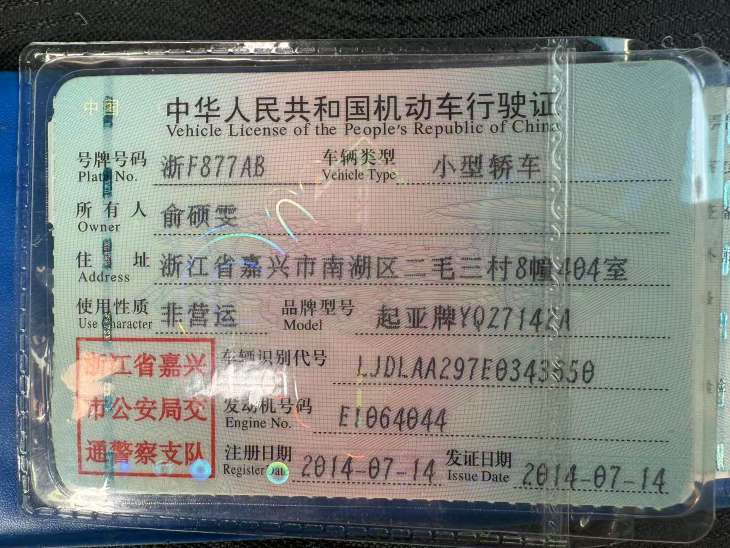 中国
中华人民共和国机动车行驶证
Vehicle License of the People's Republic of China
号牌号码 浙F877AB 车辆类型 小型轿车
Plate No. Vehicle Type
所有人 俞硕雯
Owner
住址 浙江省嘉兴市南湖区二毛三村8幢404室
Address
使用性质 非营运 品牌型号 起亚牌YQZ7142A
Use Character Model
浙江省嘉兴 车辆识别代号 LJDLAA297E0343650
市公安局交 发动机号码 E1064044
Engine No.
通警察支队 注册日期 2014-07-14 发证日期 2014-07-14
Register Dat Issue Date